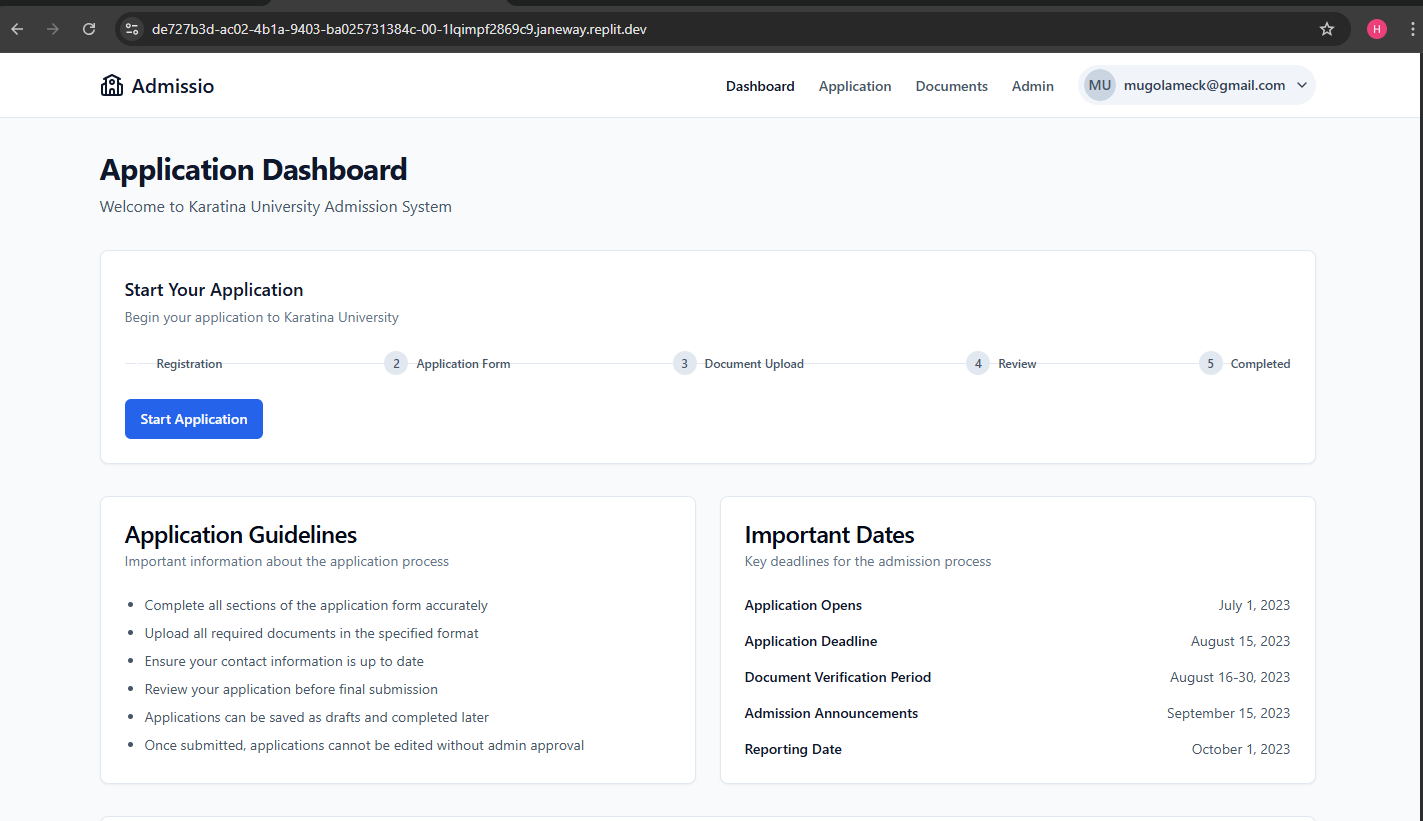 de727b3d-ac02-4b1a-9403-ba025731384c-00-1lqimpf2869c9.janeway.replit.dev
H
Admissio
Dashboard Application Documents Admin MU mugolameck@gmail.com
Application Dashboard
Welcome to Karatina University Admission System
Start Your Application
Begin your application to Karatina University
Registration 2 Application Form 3 Document Upload 4 Review 5 Completed
Start Application
Application Guidelines
Important information about the application process
• Complete all sections of the application form accurately
• Upload all required documents in the specified format
• Ensure your contact information is up to date
• Review your application before final submission
• Applications can be saved as drafts and completed later
• Once submitted, applications cannot be edited without admin approval
Important Dates
Key deadlines for the admission process
Application Opens July 1, 2023
Application Deadline August 15, 2023
Document Verification Period August 16-30, 2023
Admission Announcements September 15, 2023
Reporting Date October 1, 2023